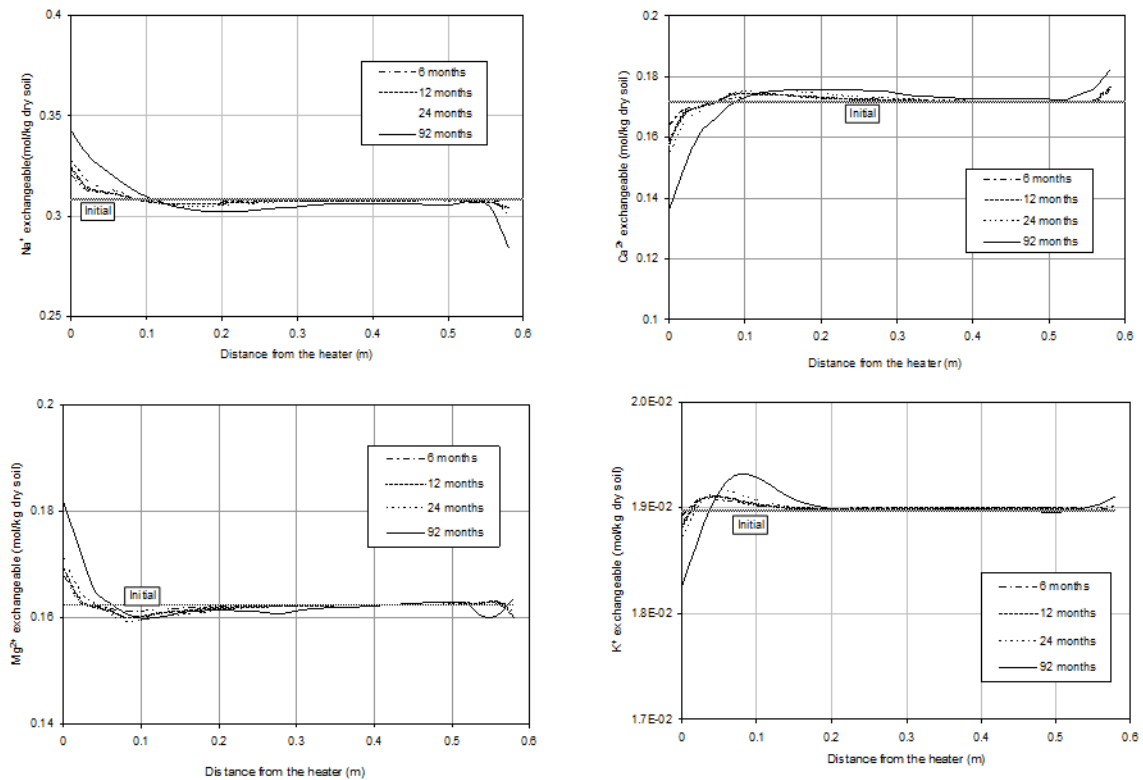 0.4
0.35
0.3
0.25
Na⁺ exchangeable(mol/kg dry soil)
6 months
12 months
24 months
92 months
Initial
0 0.1 0.2 0.3 0.4 0.5 0.6
Distance from the heater (m)
0.2
0.18
0.16
0.14
0.12
0.1
Ca²⁺ exchangeable (mol/kg dry soil)
Initial
6 months
12 months
24 months
92 months
0 0.1 0.2 0.3 0.4 0.5 0.6
Distance from the heater (m)
0.2
0.18
0.16
0.14
Mg²⁺ exchangeable (mol/kg dry soil)
6 months
12 months
24 months
92 months
Initial
0 0.1 0.2 0.3 0.4 0.5 0.6
Distance from the heater (m)
2.0E-02
1.9E-02
1.8E-02
1.7E-02
K⁺ exchangeable (mol/kg dry soil)
Initial
6 months
12 months
24 months
92 months
0 0.1 0.2 0.3 0.4 0.5 0.6
Distance from the heater (m)